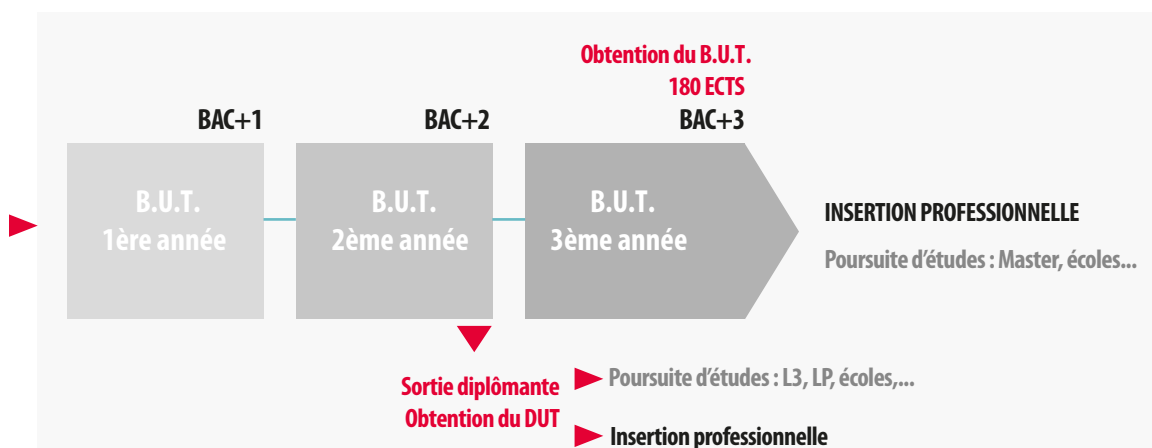 Obtention du B.U.T.
180 ECTS
BAC+1
BAC+2
BAC+3
B.U.T.
1ère année
B.U.T.
2ème année
B.U.T.
3ème année
INSERTION PROFESSIONNELLE
Poursuite d'études : Master, écoles...
Sortie diplômante
Obtention du DUT
Poursuite d'études : L3, LP, écoles,...
Insertion professionnelle